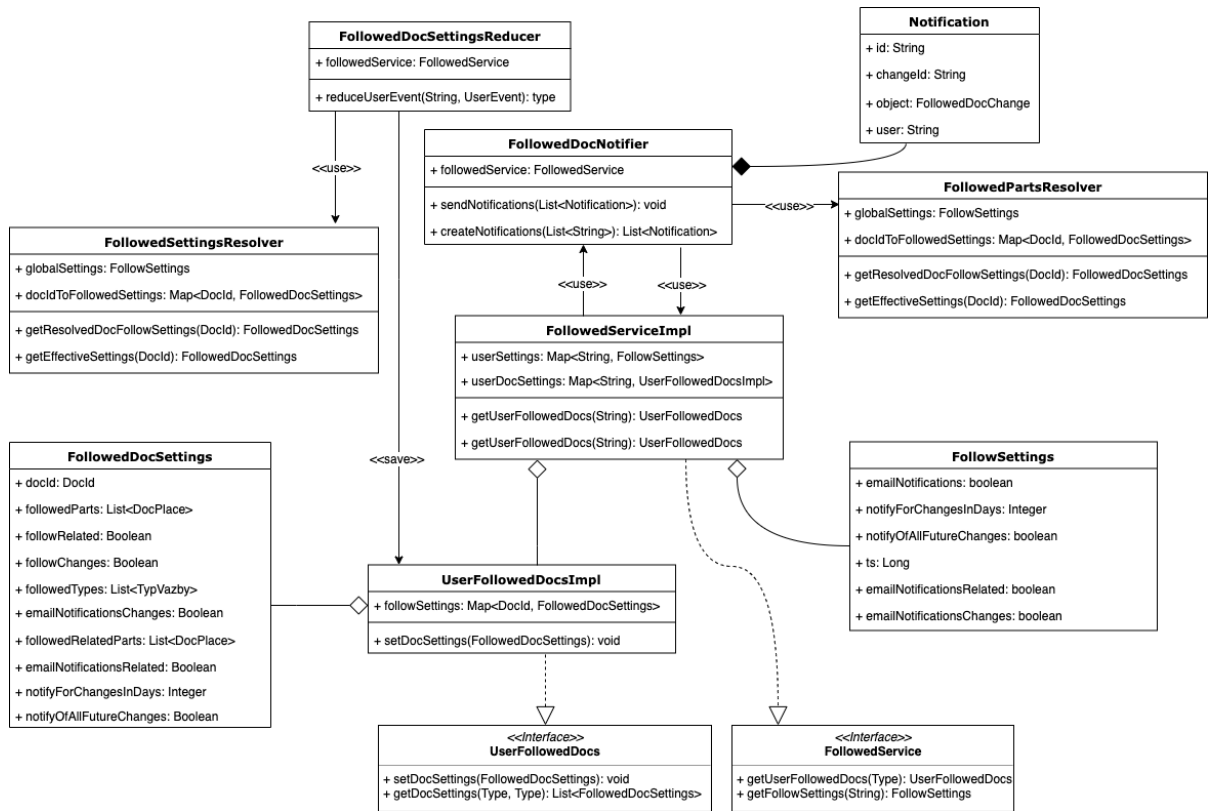 Notification
+ id: String
+ changeId: String
+ object: FollowedDocChange
+ user: String
FollowedDocSettingsReducer
+ followedService: FollowedService
+ reduceUserEvent(String, UserEvent): type
<<use>>
FollowedDocNotifier
+ followedService: FollowedService
+ sendNotifications(List<Notification>): void
+ createNotifications(List<String>): List<Notification>
<<use>>
FollowedPartsResolver
+ globalSettings: FollowSettings
+ docIdToFollowedSettings: Map<DocId, FollowedDocSettings>
+ getResolvedDocFollowSettings(DocId): FollowedDocSettings
+ getEffectiveSettings(DocId): FollowedDocSettings
FollowedSettingsResolver
+ globalSettings: FollowSettings
+ docIdToFollowedSettings: Map<DocId, FollowedDocSettings>
+ getResolvedDocFollowSettings(DocId): FollowedDocSettings
+ getEffectiveSettings(DocId): FollowedDocSettings
<<use>>
<<use>>
FollowedServiceImpl
+ userSettings: Map<String, FollowSettings>
+ userDocSettings: Map<String, UserFollowedDocsImpl>
+ getUserFollowedDocs(String): UserFollowedDocs
+ getUserFollowedDocs(String): UserFollowedDocs
<<save>>
FollowedDocSettings
+ docId: DocId
+ followedParts: List<DocPlace>
+ followRelated: Boolean
+ followChanges: Boolean
+ followedTypes: List<TypVazby>
+ emailNotificationsChanges: Boolean
+ followedRelatedParts: List<DocPlace>
+ emailNotificationsRelated: Boolean
+ notifyForChangesInDays: Integer
+ notifyOfAllFutureChanges: Boolean
FollowSettings
+ emailNotifications: boolean
+ notifyForChangesInDays: Integer
+ notifyOfAllFutureChanges: boolean
+ ts: Long
+ emailNotificationsRelated: boolean
+ emailNotificationsChanges: boolean
UserFollowedDocsImpl
+ followSettings: Map<DocId, FollowedDocSettings>
+ setDocSettings(FollowedDocSettings): void
<<Interface>>
UserFollowedDocs
+ setDocSettings(FollowedDocSettings): void
+ getDocSettings(Type, Type): List<FollowedDocSettings>
<<Interface>>
FollowedService
+ getUserFollowedDocs(Type): UserFollowedDocs
+ getFollowSettings(String): FollowSettings